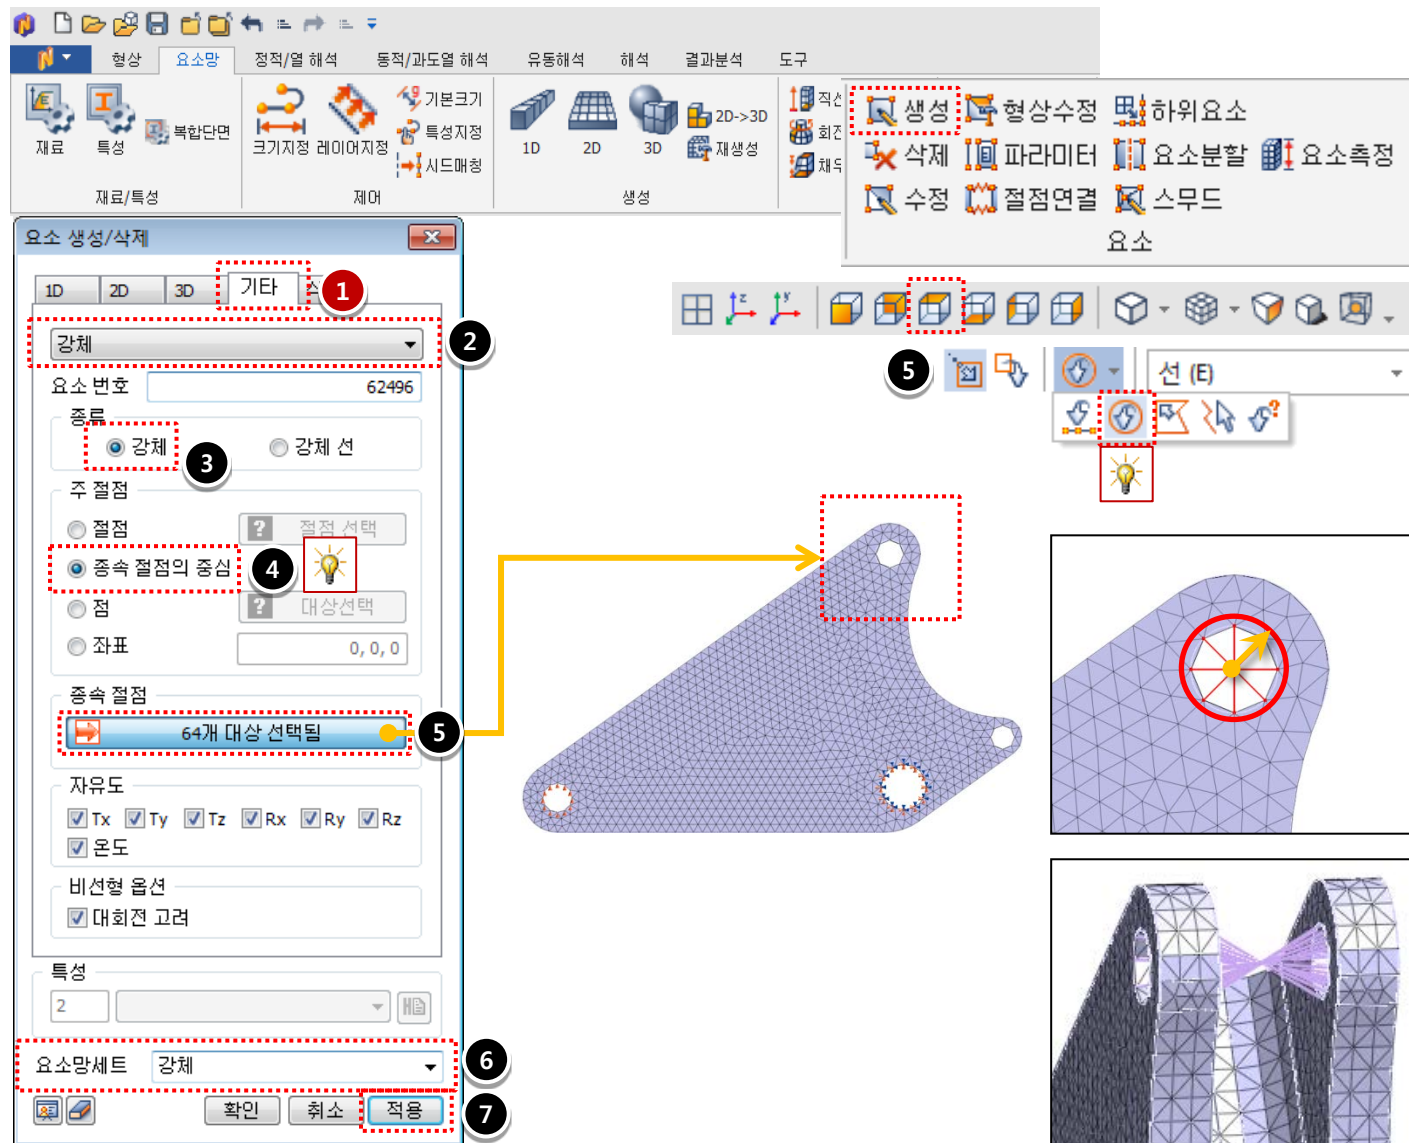 형상 요소망 정적/열 해석 동적/과도열 해석 유동해석 해석 결과분석 도구
재료 특성 복합단면
재료/특성
크기지정 레이어지정 기본크기
특성지정
시드매칭
제어
1D 2D 3D 2D->3D
재생성
생성
직선
회전
생성 형상수정 하위요소
삭제 파라미터 요소분할 요소측정
수정 절점연결 스무드
요소
요소 생성/삭제
1D 2D 3D 기타
1
강체
2
요소 번호 62496
종류
강체 강체 선
3
주 절점
절점 ? 절점 선택
종속 절점의 중심
4
점 ? 대상선택
좌표 0, 0, 0
종속 절점
64개 대상 선택됨
5
자유도
Tx Ty Tz Rx Ry Rz
온도
비선형 옵션
대회전 고려
특성
2
요소망세트 강체
6
확인 취소 적용
7
z
y
5
선 (E)